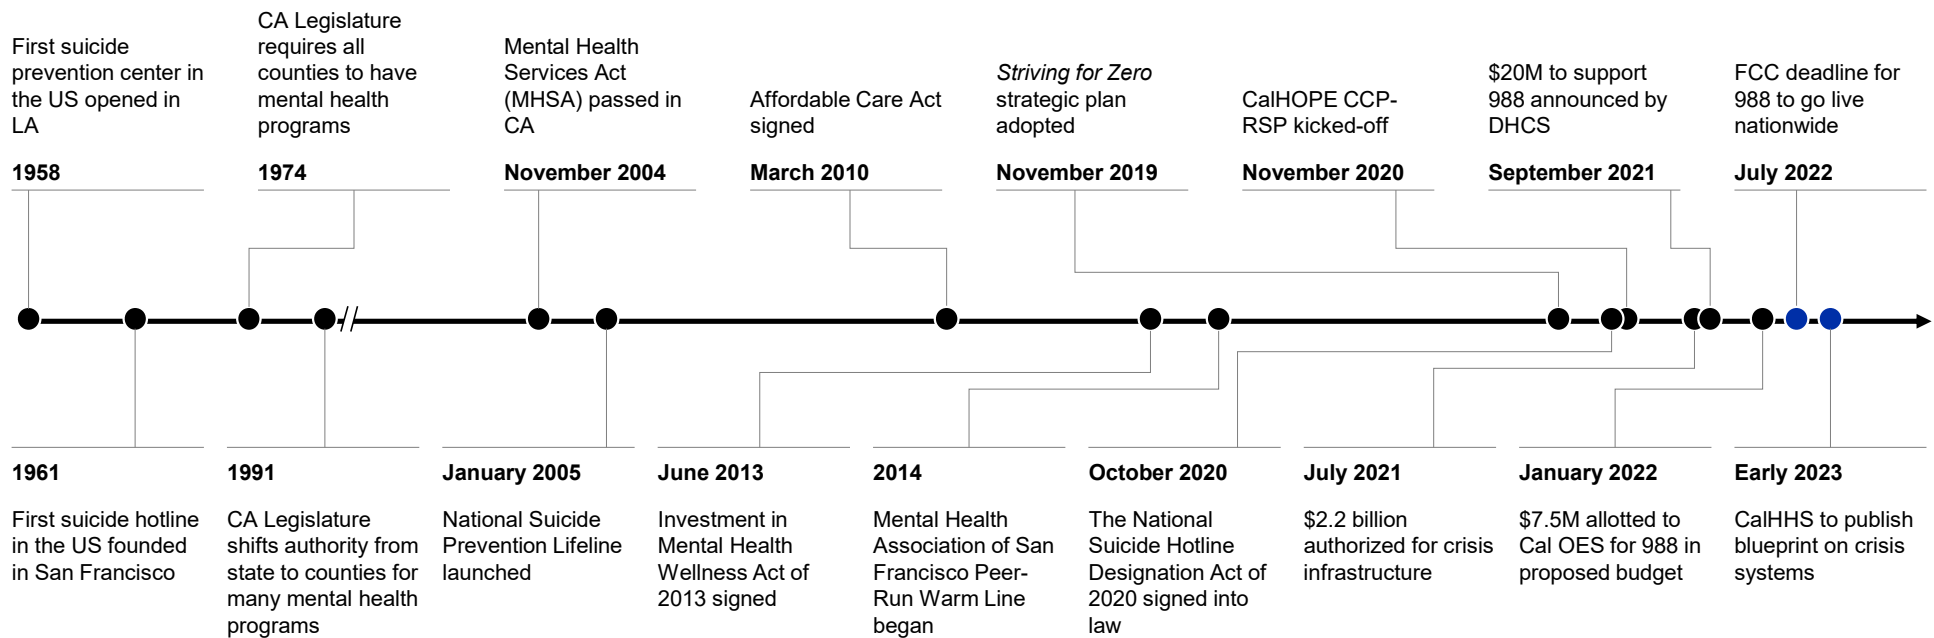 First suicide
prevention center in
the US opened in
LA
1958
CA Legislature
requires all
counties to have
mental health
programs
1974
Mental Health
Services Act
(MHSA) passed in
CA
November 2004
Affordable Care Act
signed
March 2010
Striving for Zero
strategic plan
adopted
November 2019
CalHOPE CCP-
RSP kicked-off
November 2020
$20M to support
988 announced by
DHCS
September 2021
FCC deadline for
988 to go live
nationwide
July 2022
1961
First suicide hotline
in the US founded
in San Francisco
1991
CA Legislature
shifts authority from
state to counties for
many mental health
programs
January 2005
National Suicide
Prevention Lifeline
launched
June 2013
Investment in
Mental Health
Wellness Act of
2013 signed
2014
Mental Health
Association of San
Francisco Peer-
Run Warm Line
began
October 2020
The National
Suicide Hotline
Designation Act of
2020 signed into
law
July 2021
$2.2 billion
authorized for crisis
infrastructure
January 2022
$7.5M allotted to
Cal OES for 988 in
proposed budget
Early 2023
CalHHS to publish
blueprint on crisis
systems